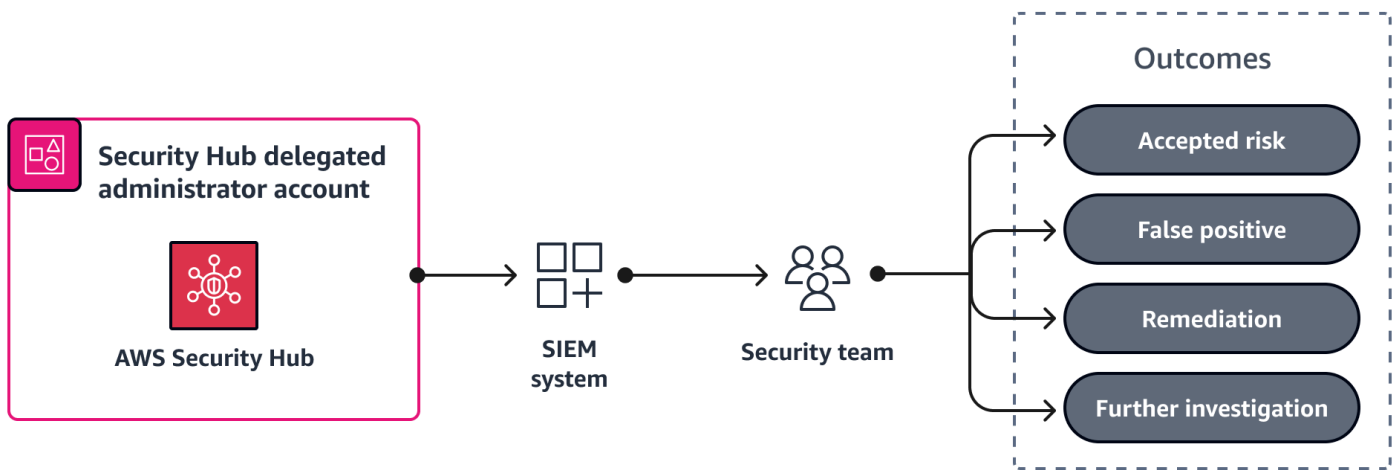 Outcomes
Security Hub delegated
administrator account
AWS Security Hub
SIEM
system
Security team
Accepted risk
False positive
Remediation
Further investigation